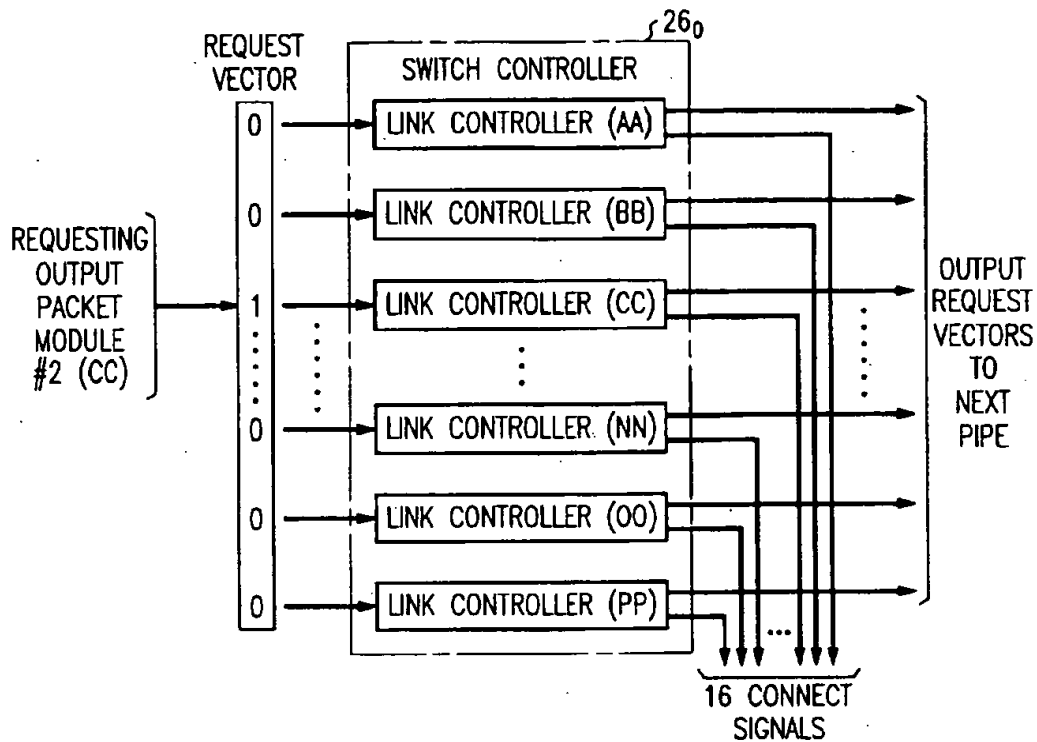 26₀
REQUEST
VECTOR
SWITCH CONTROLLER
0
LINK CONTROLLER (AA)
0
LINK CONTROLLER (BB)
REQUESTING
OUTPUT
PACKET
MODULE
#2 (CC)
1
LINK CONTROLLER (CC)
OUTPUT
REQUEST
VECTORS
TO
NEXT
PIPE
0
LINK CONTROLLER (NN)
0
LINK CONTROLLER (OO)
0
LINK CONTROLLER (PP)
16 CONNECT
SIGNALS